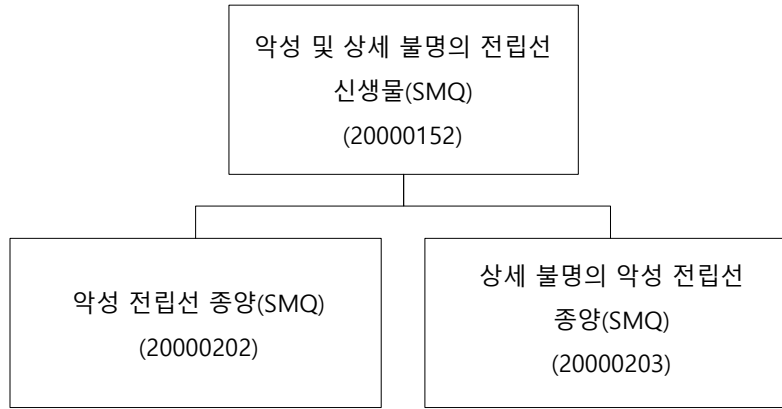 악성 및 상세 불명의 전립선
신생물(SMQ)
(20000152)
악성 전립선 종양(SMQ)
(20000202)
상세 불명의 악성 전립선
종양(SMQ)
(20000203)